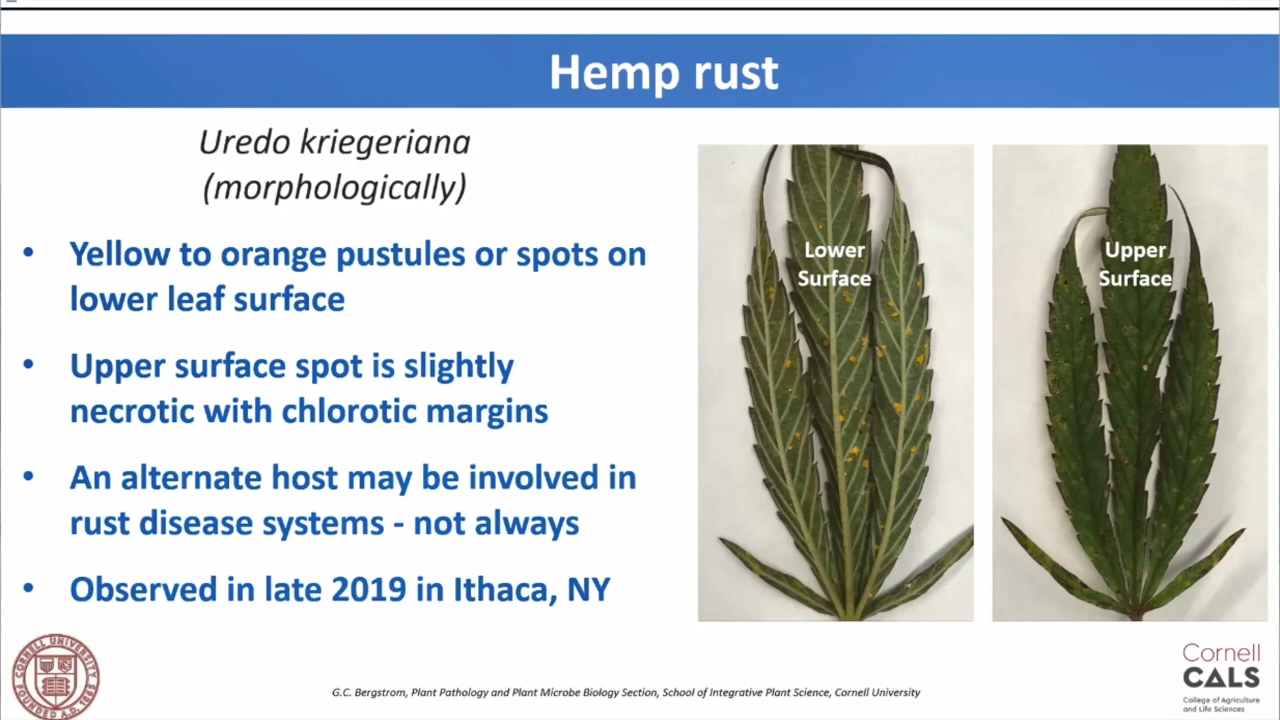 Hemp rust
Uredo kriegeriana
(morphologically)
• Yellow to orange pustules or spots on
lower leaf surface
• Upper surface spot is slightly
necrotic with chlorotic margins
• An alternate host may be involved in
rust disease systems - not always
• Observed in late 2019 in Ithaca, NY
Lower
Surface
Upper
Surface
CORNELL UNIVERSITY
FOUNDED A.D. 1865
G.C. Bergstrom, Plant Pathology and Plant Microbe Biology Section, School of Integrative Plant Science, Cornell University
Cornell
CALS
College of Agriculture
and Life Sciences